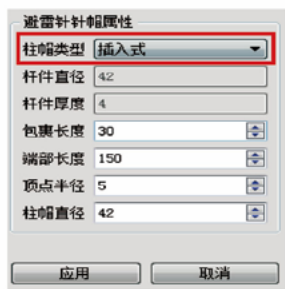 避雷针针帽属性
柱帽类型 插入式
杆件直径 42
杆件厚度 4
包裹长度 30
端部长度 150
顶点半径 5
柱帽直径 42
应用 取消